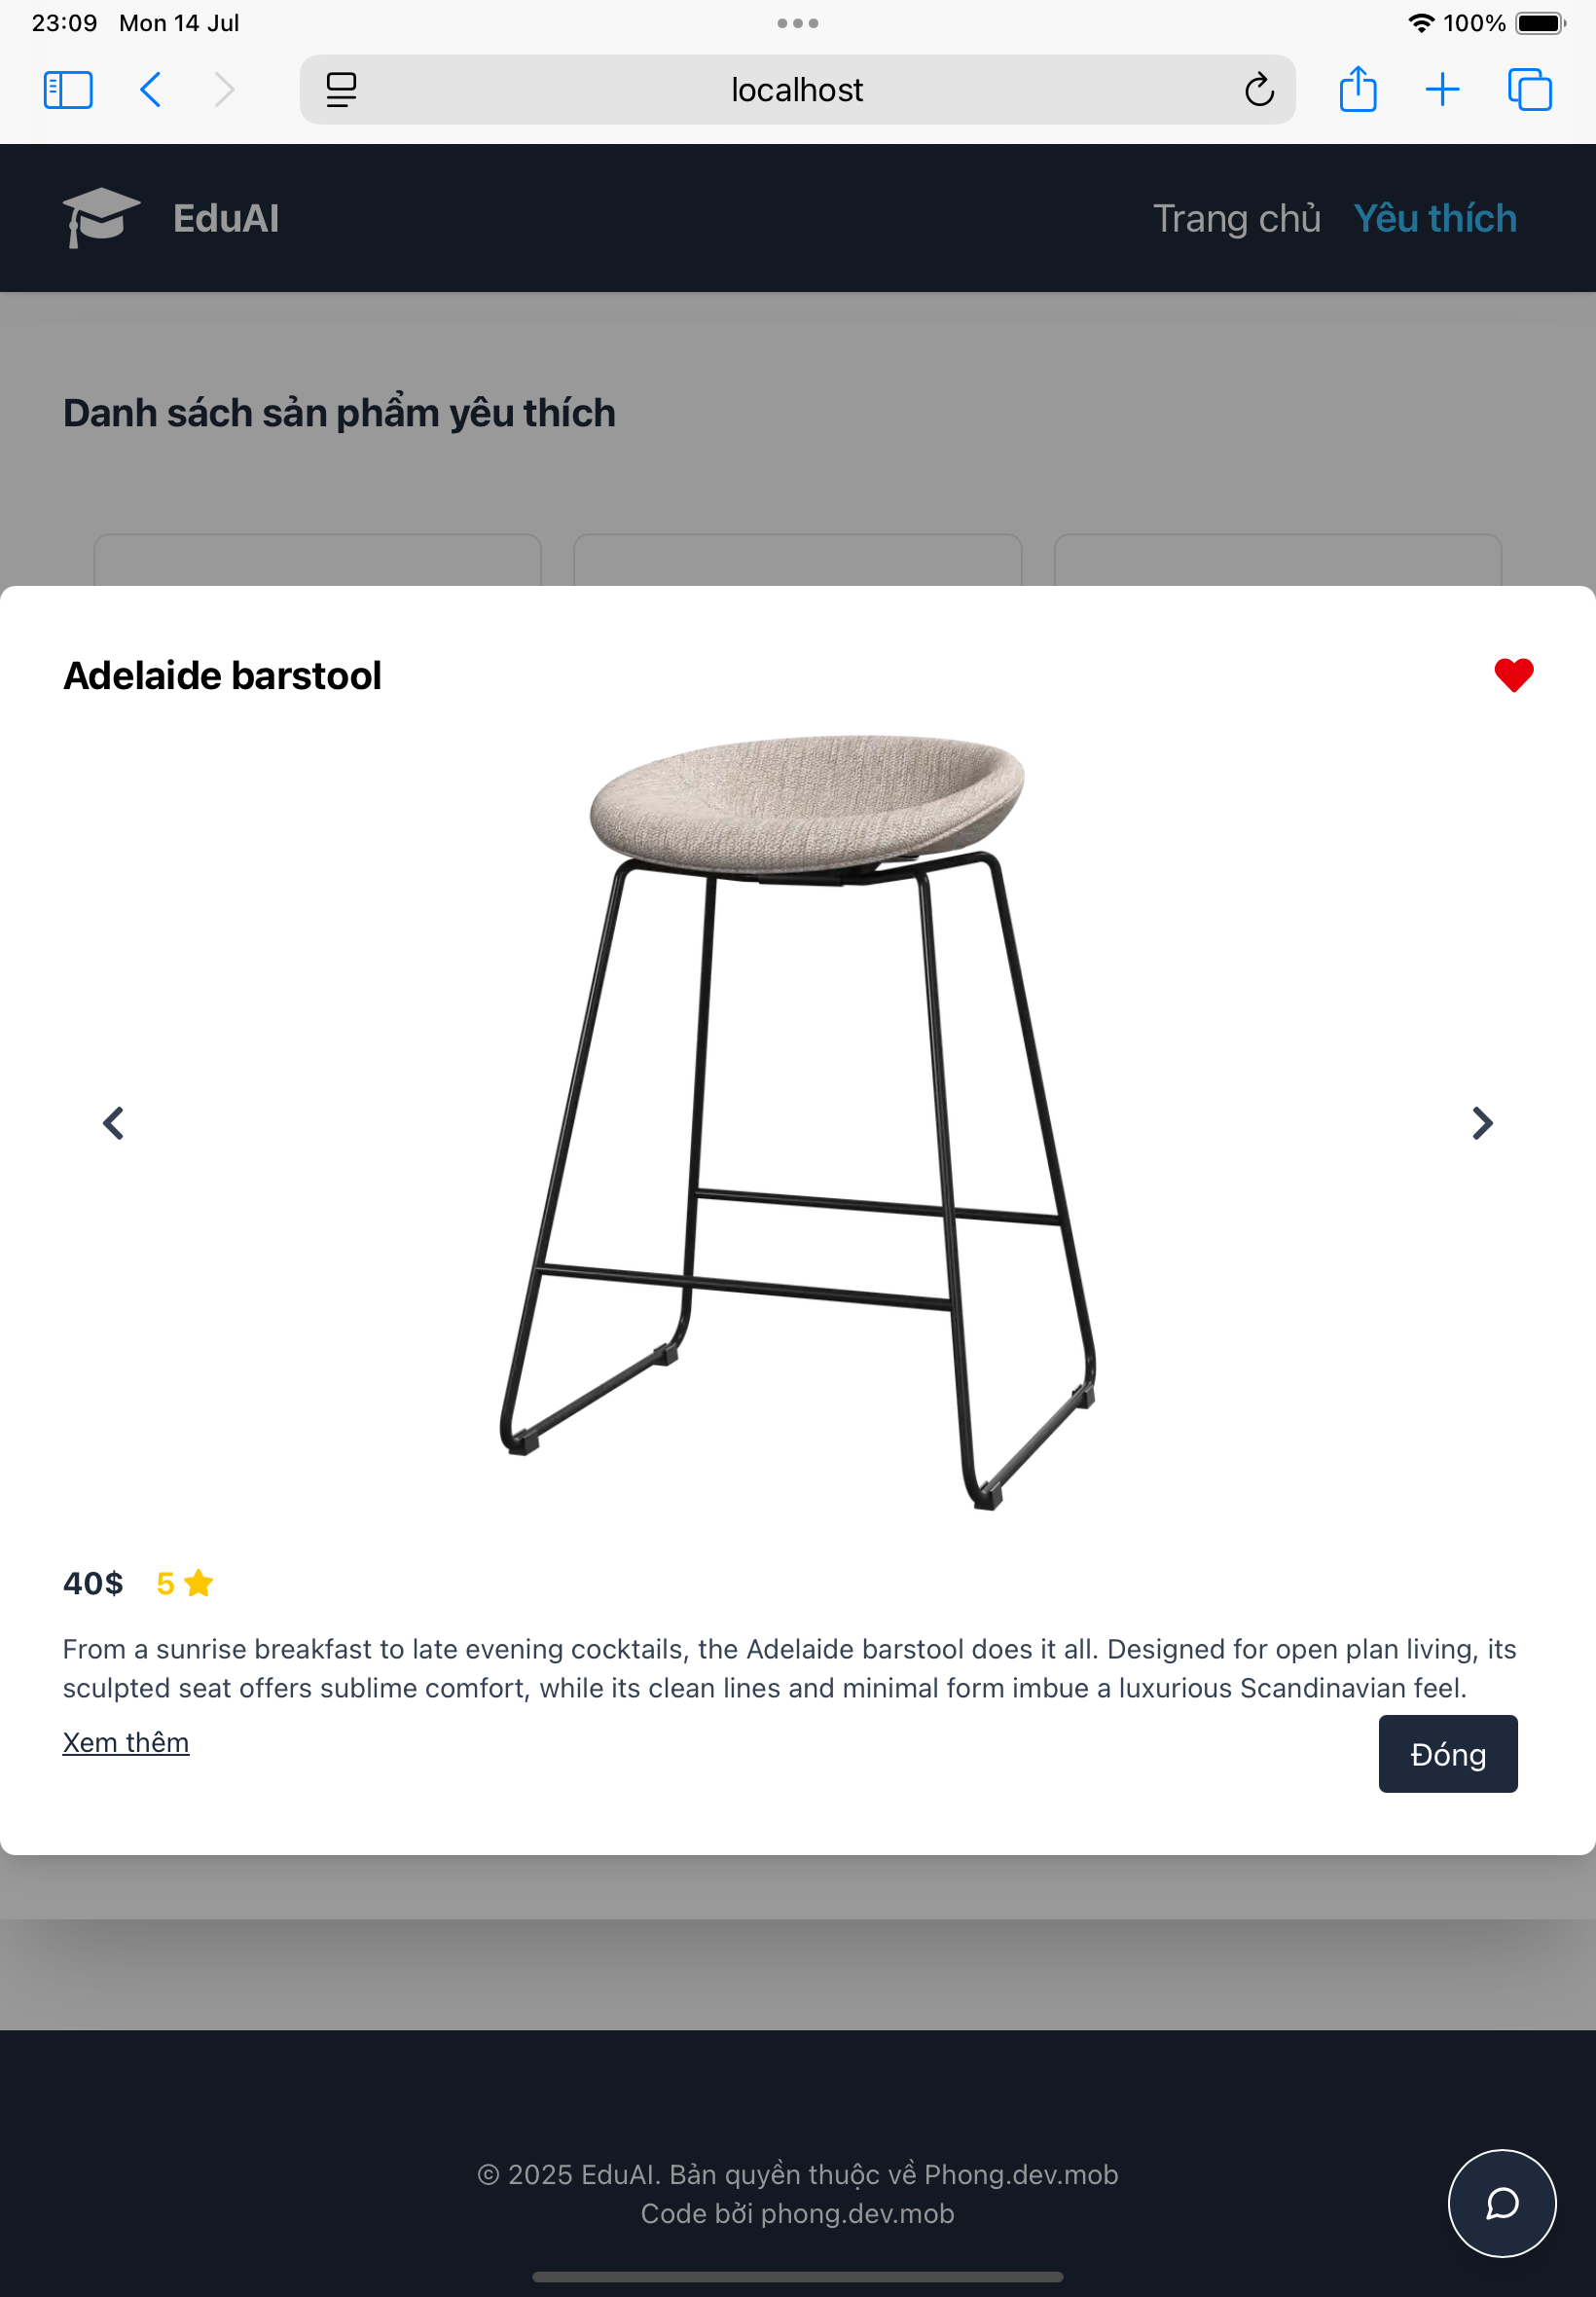 23:09 Mon 14 Jul
100%
localhost
EduAI
Trang chủ Yêu thích
Danh sách sản phẩm yêu thích
Adelaide barstool
40$ 5
From a sunrise breakfast to late evening cocktails, the Adelaide barstool does it all. Designed for open plan living, its
sculpted seat offers sublime comfort, while its clean lines and minimal form imbue a luxurious Scandinavian feel.
Xem thêm
Đóng
© 2025 EduAI. Bản quyền thuộc về Phong.dev.mob
Code bởi phong.dev.mob